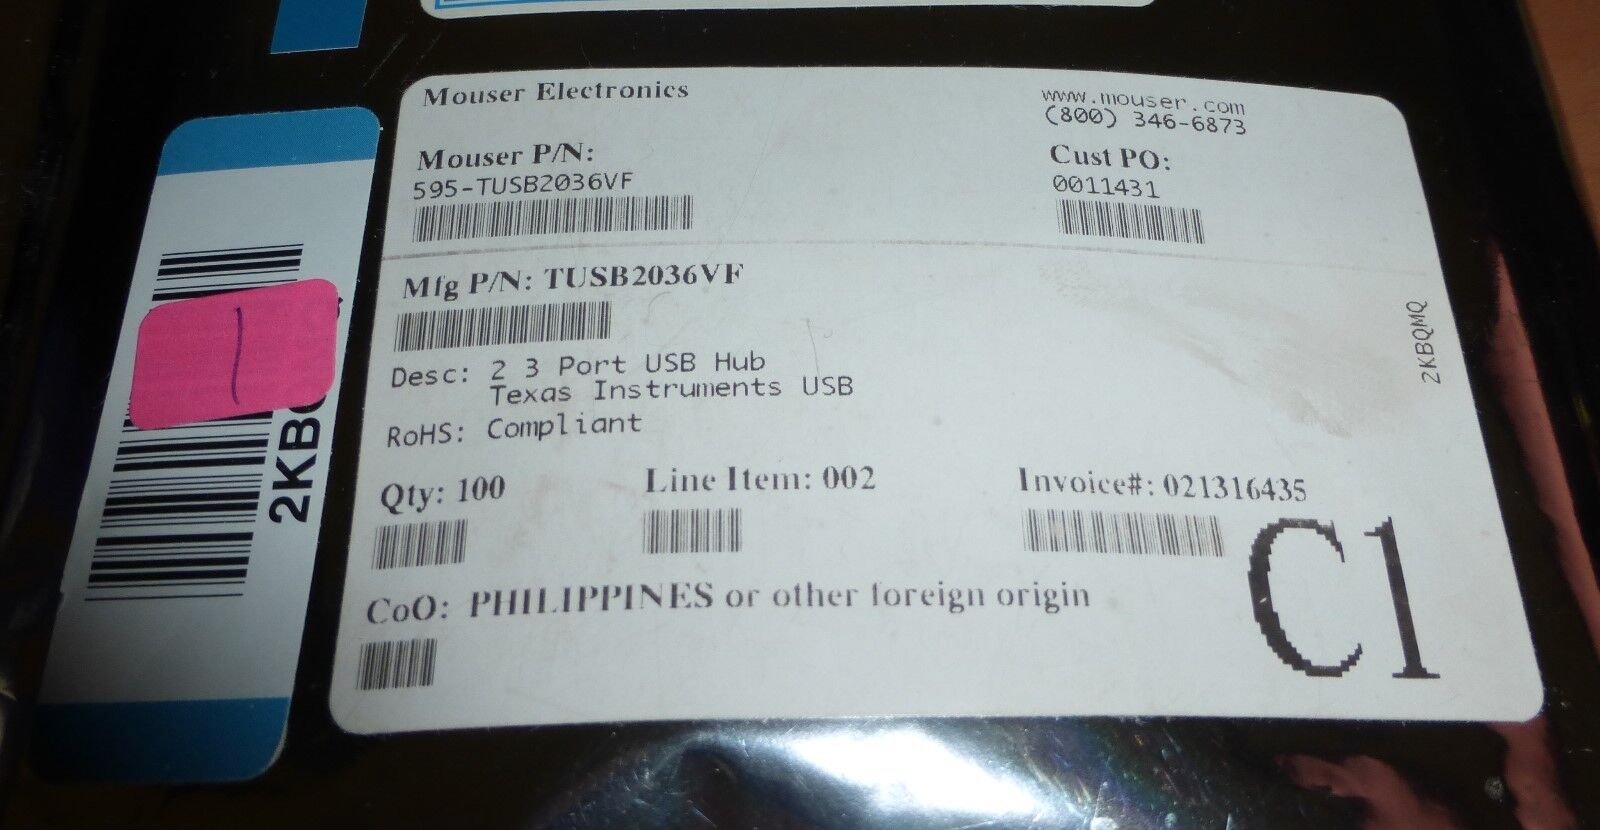 Mouser Electronics
www.mouser.com
(800) 346-6873
Mouser P/N:
595-TUSB2036VF
Cust PO:
0011431
Mfg P/N: TUSB2036VF
Desc: 2 3 Port USB Hub
Texas Instruments USB
RoHS: Compliant
Qty: 100
Line Item: 002
Invoice#: 021316435
CoO: PHILIPPINES or other foreign origin
C1
2KBQMQ
2KB
1